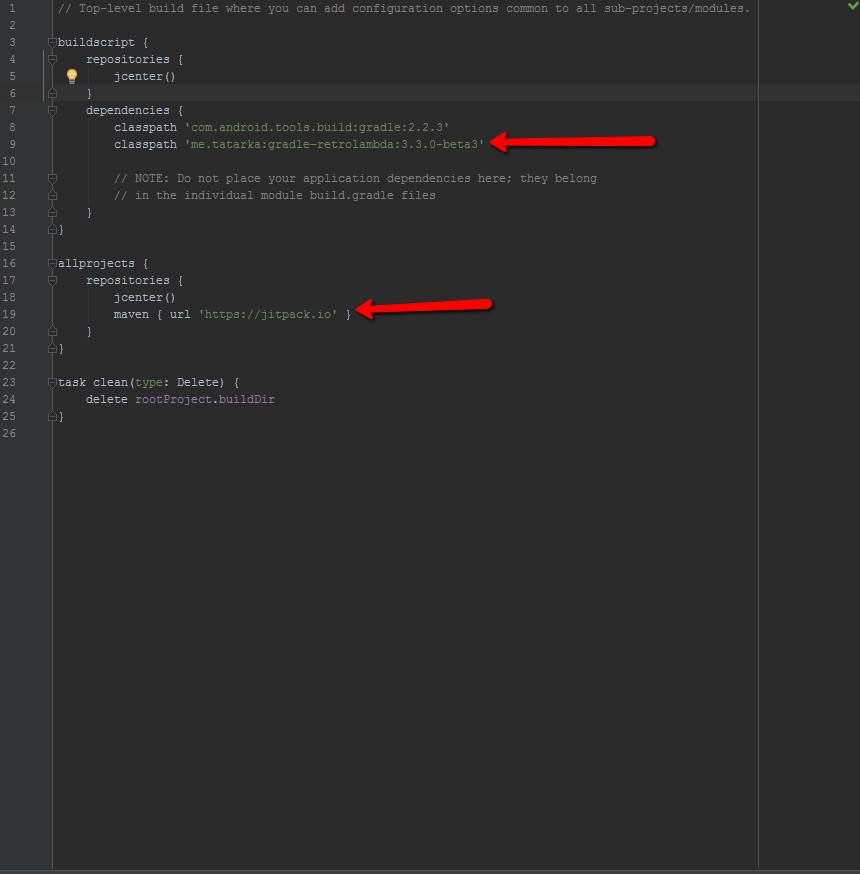 1 // Top-level build file where you can add configuration options common to all sub-projects/modules.
2
3 buildscript {
4 repositories {
5 jcenter()
6 }
7 dependencies {
8 classpath 'com.android.tools.build:gradle:2.2.3'
9 classpath 'me.tatarka:gradle-retrolambda:3.3.0-beta3'
10
11 // NOTE: Do not place your application dependencies here; they belong
12 // in the individual module build.gradle files
13 }
14 }
15
16 allprojects {
17 repositories {
18 jcenter()
19 maven { url 'https://jitpack.io' }
20 }
21 }
22
23 task clean(type: Delete) {
24 delete rootProject.buildDir
25 }
26